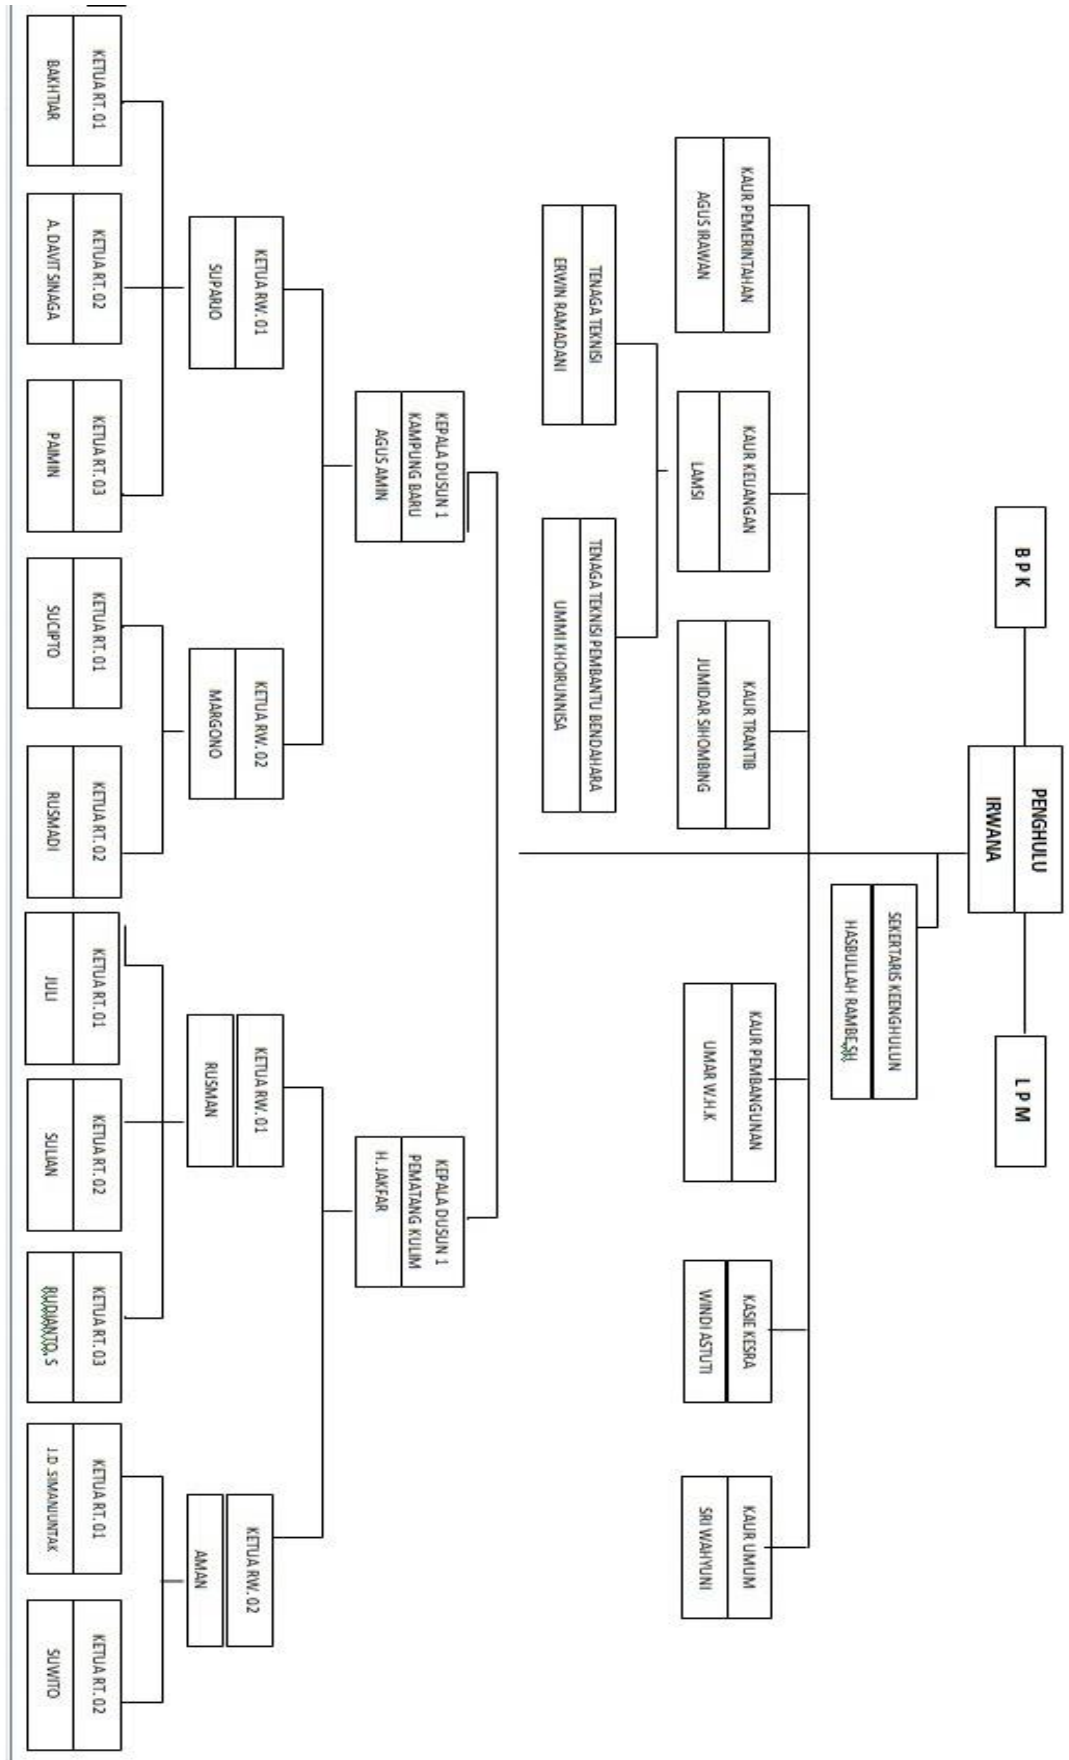 B P K
PENGHULU
IRWANA
L P M
SEKERTARIS KEENGHULUN
HASBULLAH RAMBE,SH.
KAUR PEMERINTAHAN
AGUS IRAWAN
KAUR KEUANGAN
LAMSI
KAUR TRANTIB
JUMIDAR SIHOMBING
KAUR PEMBANGUNAN
UMAR W.H.K
KASIE KESRA
WINDI ASTUTI
KAUR UMUM
SRI WAHYUNI
TENAGA TEKNISI
ERWIN RAMADANI
TENAGA TEKNISI PEMBANTU BENDAHARA
UMMI KHOIRUNNISA
KEPALA DUSUN 1
KAMPUNG BARU
AGUS AMIN
KEPALA DUSUN 1
PEMATANG KULIM
H. JAKFAR
KETUA RW. 01
SUPARJO
KETUA RW. 02
MARGONO
KETUA RW. 01
RUSMAN
KETUA RW. 02
AMAN
KETUA RT. 01
BAKHTIAR
KETUA RT. 02
A. DAVIT SINAGA
KETUA RT. 03
PAIMIN
KETUA RT. 01
SUCIPTO
KETUA RT. 02
RUSMADI
KETUA RT. 01
JULI
KETUA RT. 02
SULIAN
KETUA RT. 03
BUDIANTO. S
KETUA RT. 01
J.D .SIMANJUNTAK
KETUA RT. 02
SUWITO